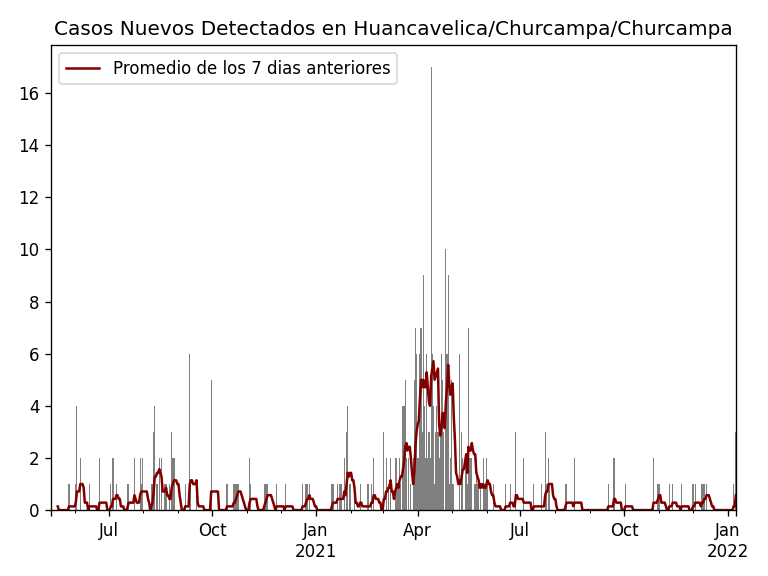 Casos Nuevos Detectados en Huancavelica/Churcampa/Churcampa
Promedio de los 7 dias anteriores
16
14
12
10
8
6
4
2
0
Jul
Oct
Jan
2021
Apr
Jul
Oct
Jan
2022